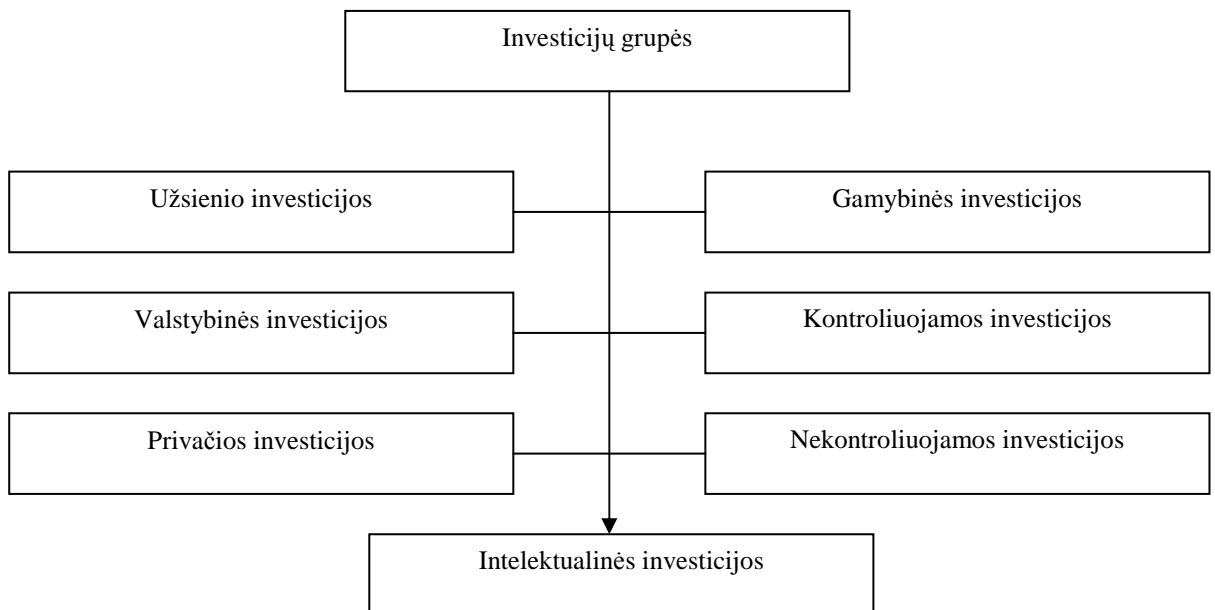 Investicijų grupės
Užsienio investicijos
Gamybinės investicijos
Valstybinės investicijos
Kontroliuojamos investicijos
Privačios investicijos
Nekontroliuojamos investicijos
Intelektualinės investicijos